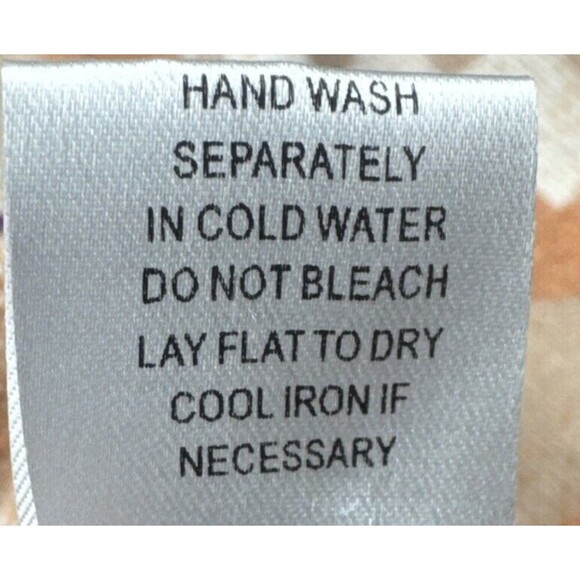 HAND WASH
SEPARATELY
IN COLD WATER
DO NOT BLEACH
LAY FLAT TO DRY
COOL IRON IF
NECESSARY